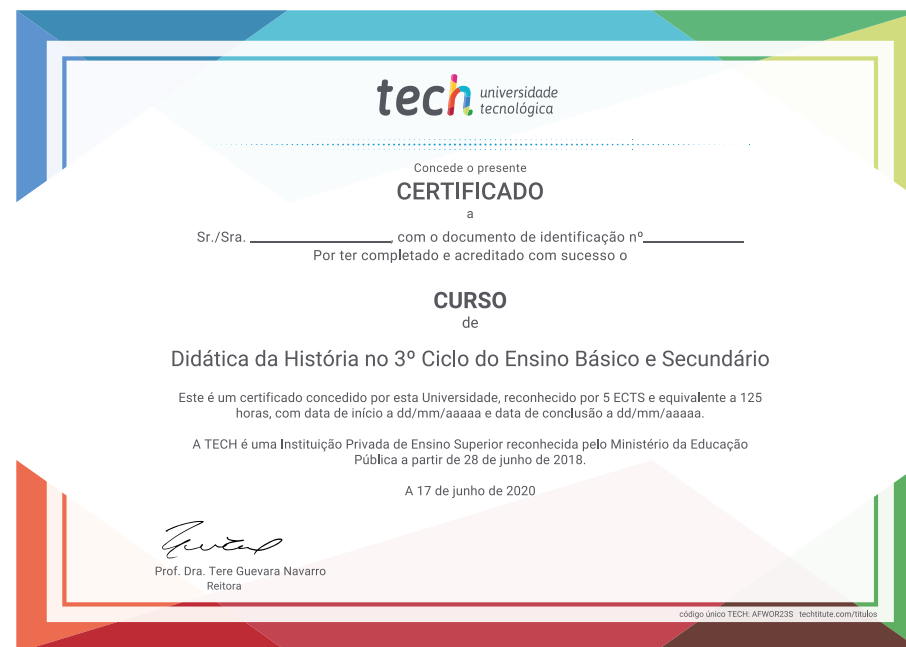 tech universidade
tecnológica
Concede o presente
CERTIFICADO
a
Sr./Sra. ____________________, com o documento de identificação nº______________
Por ter completado e acreditado com sucesso o
CURSO
de
Didática da História no 3º Ciclo do Ensino Básico e Secundário
Este é um certificado concedido por esta Universidade, reconhecido por 5 ECTS e equivalente a 125
horas, com data de início a dd/mm/aaaaa e data de conclusão a dd/mm/aaaaa.
A TECH é uma Instituição Privada de Ensino Superior reconhecida pelo Ministério da Educação
Pública a partir de 28 de junho de 2018.
A 17 de junho de 2020
Prof. Dra. Tere Guevara Navarro
Reitora
código único TECH: AFWOR23S techtitute.com/titulos